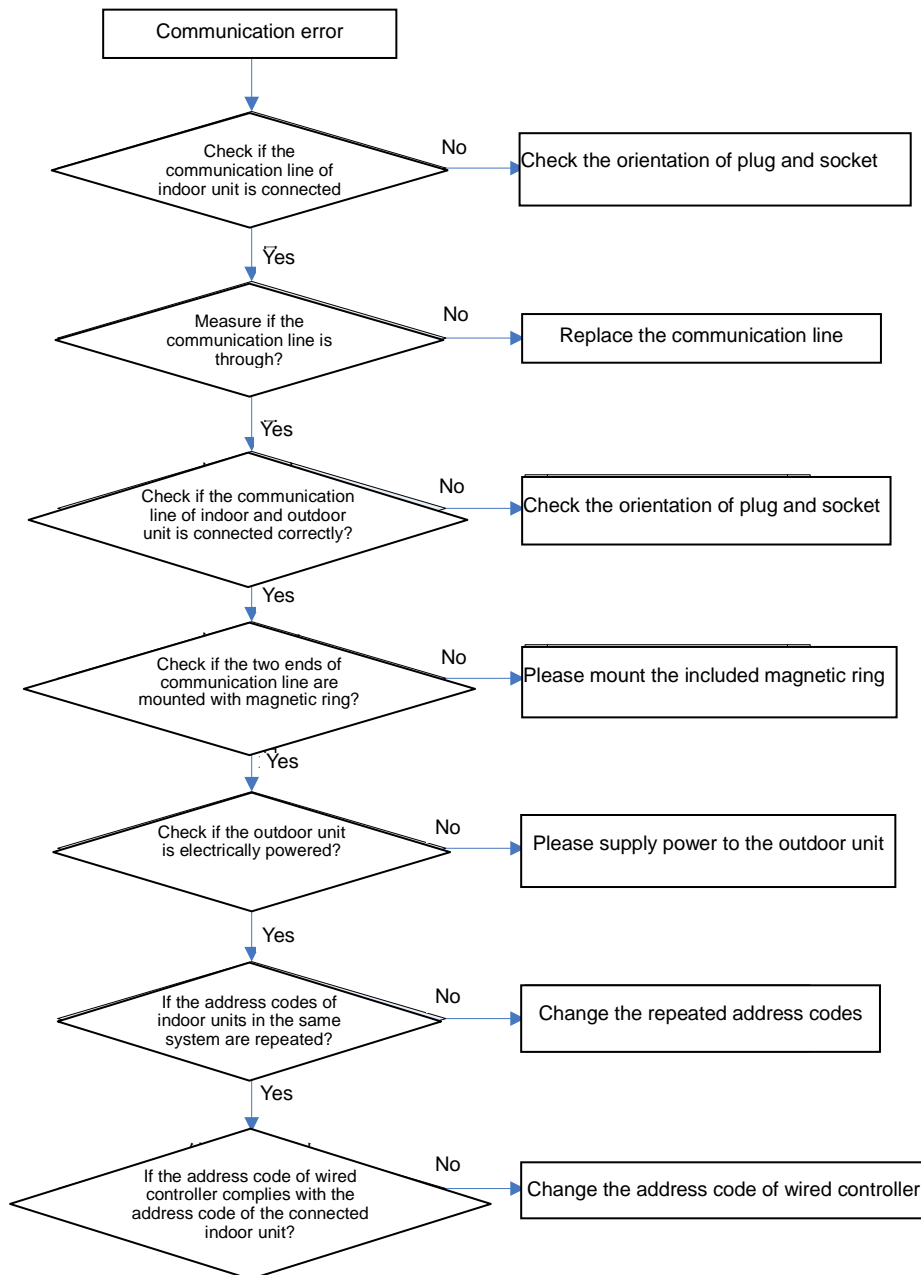 Communication error
Check if the
communication line of
indoor unit is connected
No
Check the orientation of plug and socket
Yes
Measure if the
communication line is
through?
No
Replace the communication line
Yes
Check if the communication
line of indoor and outdoor
unit is connected correctly?
No
Check the orientation of plug and socket
Yes
Check if the two ends of
communication line are
mounted with magnetic ring?
No
Please mount the included magnetic ring
Yes
Check if the outdoor unit
is electrically powered?
No
Please supply power to the outdoor unit
Yes
If the address codes of
indoor units in the same
system are repeated?
No
Change the repeated address codes
Yes
If the address code of wired
controller complies with the
address code of the connected
indoor unit?
No
Change the address code of wired controller